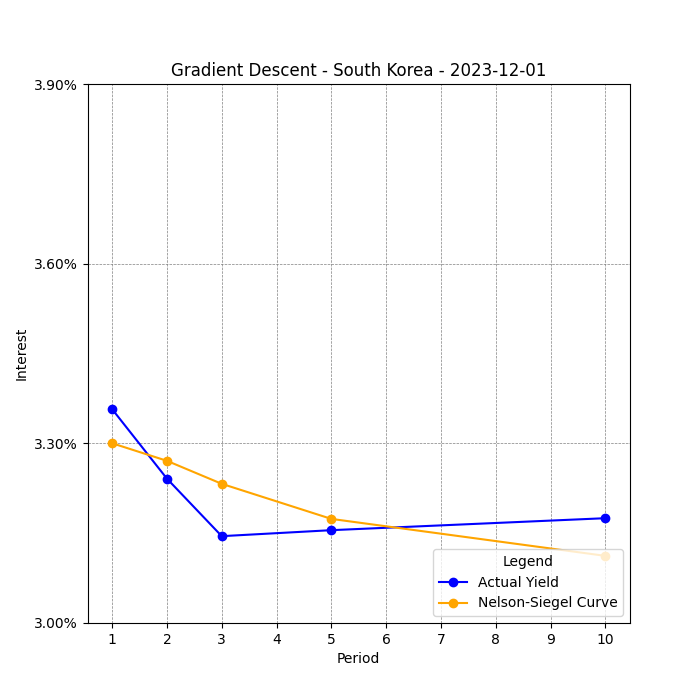 Gradient Descent - South Korea - 2023-12-01
3.90%
3.60%
3.30%
3.00%
Interest
1 2 3 4 5 6 7 8 9 10
Period
Legend
Actual Yield
Nelson-Siegel Curve